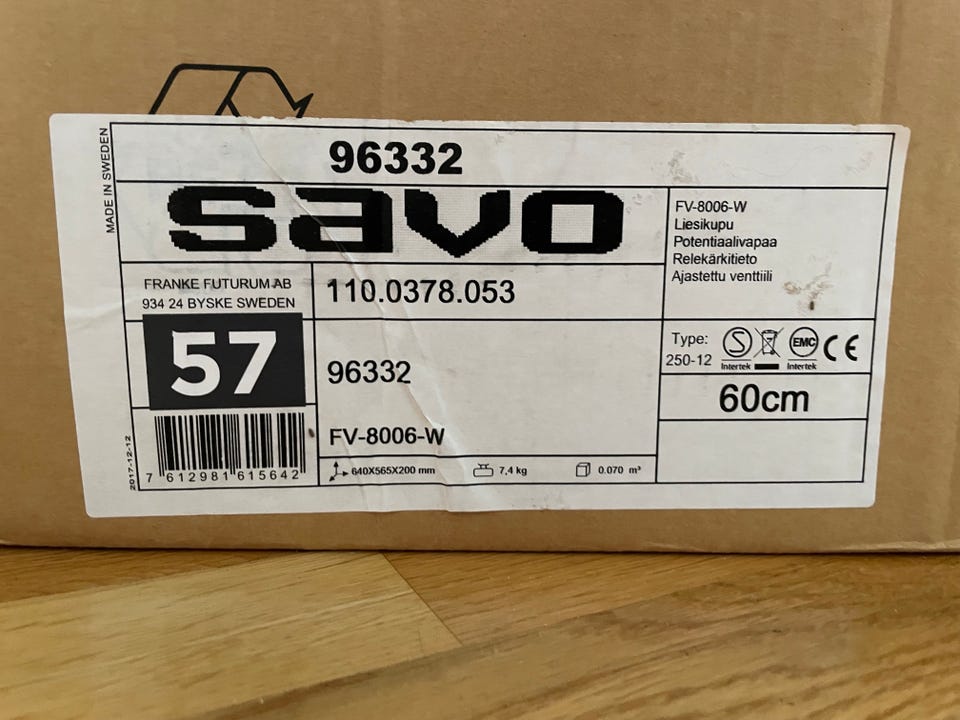 MADE IN SWEDEN
96332
savo
FV-8006-W
Liesikupu
Potentiaalivapaa
Relekärkitieto
Ajastettu venttiili
FRANKE FUTURUM AB
934 24 BYSKE SWEDEN
110.0378.053
57
96332
FV-8006-W
Type:
250-12
S
Intertek
EMC
Intertek
CE
60cm
2017-12-12
7 612981 615642
640X565X200 mm
7,4 kg
0.070 m³